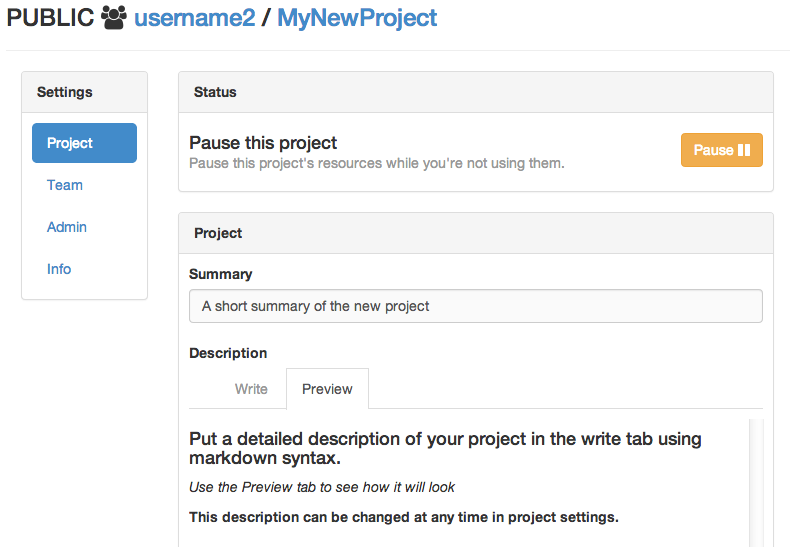 PUBLIC username2 / MyNewProject
Settings
Project
Team
Admin
Info
Status
Pause this project
Pause this project's resources while you're not using them.
Pause
Project
Summary
A short summary of the new project
Description
Write
Preview
Put a detailed description of your project in the write tab using
markdown syntax.
Use the Preview tab to see how it will look
This description can be changed at any time in project settings.